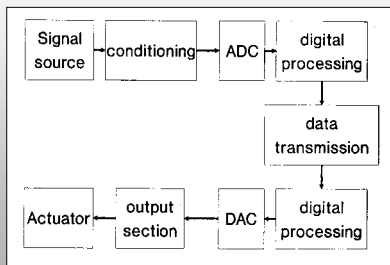 Signal
source
conditioning
ADC
digital
processing
data
transmission
digital
processing
DAC
output
section
Actuator